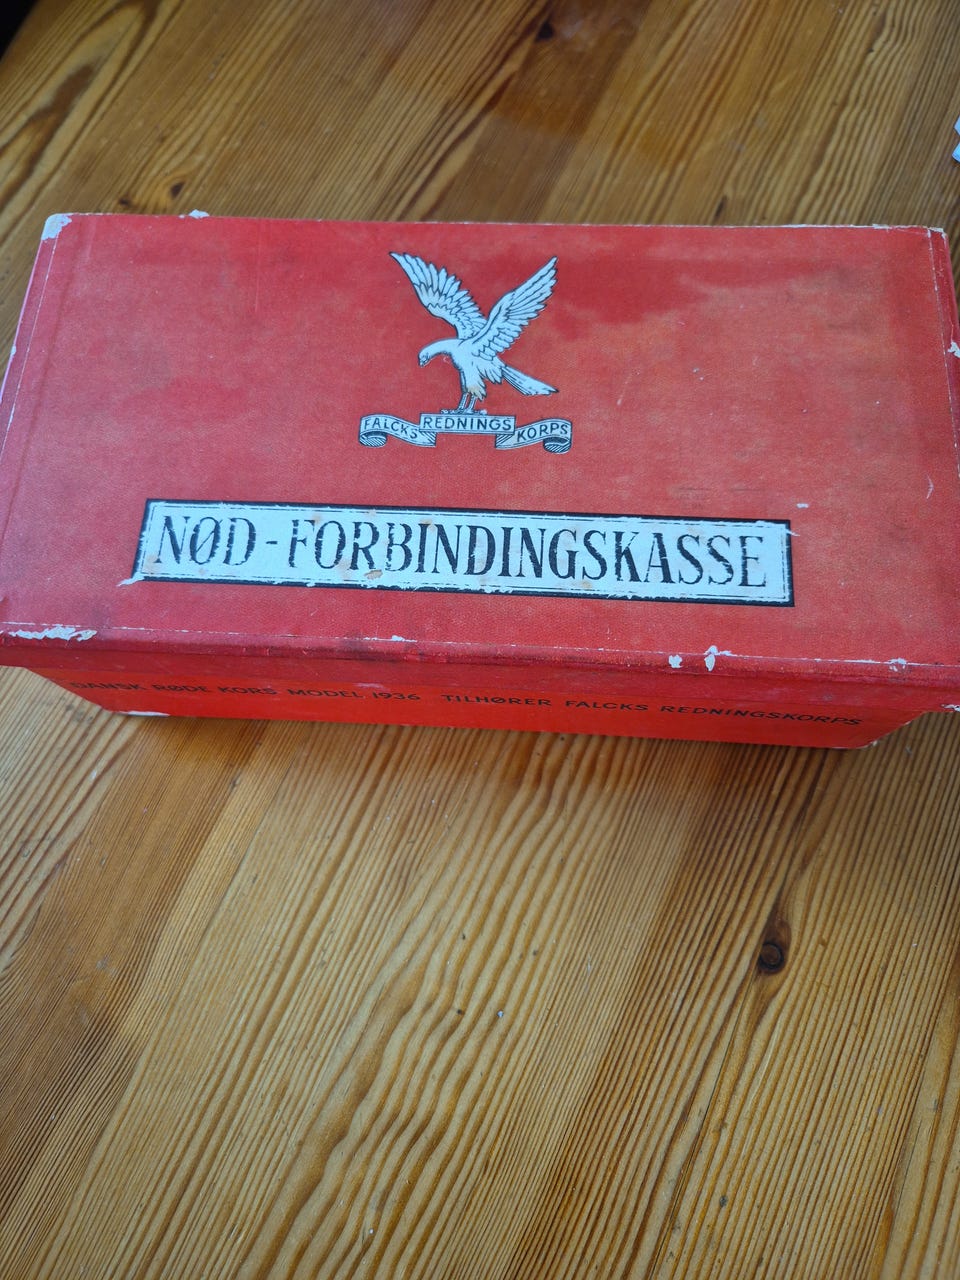 FALCKS REDNINGS KORPS
NØD-FORBINDINGSKASSE
DANSK RØDE KORS MODEL 1936 TILHØRER FALCKS REDNINGSKORPS